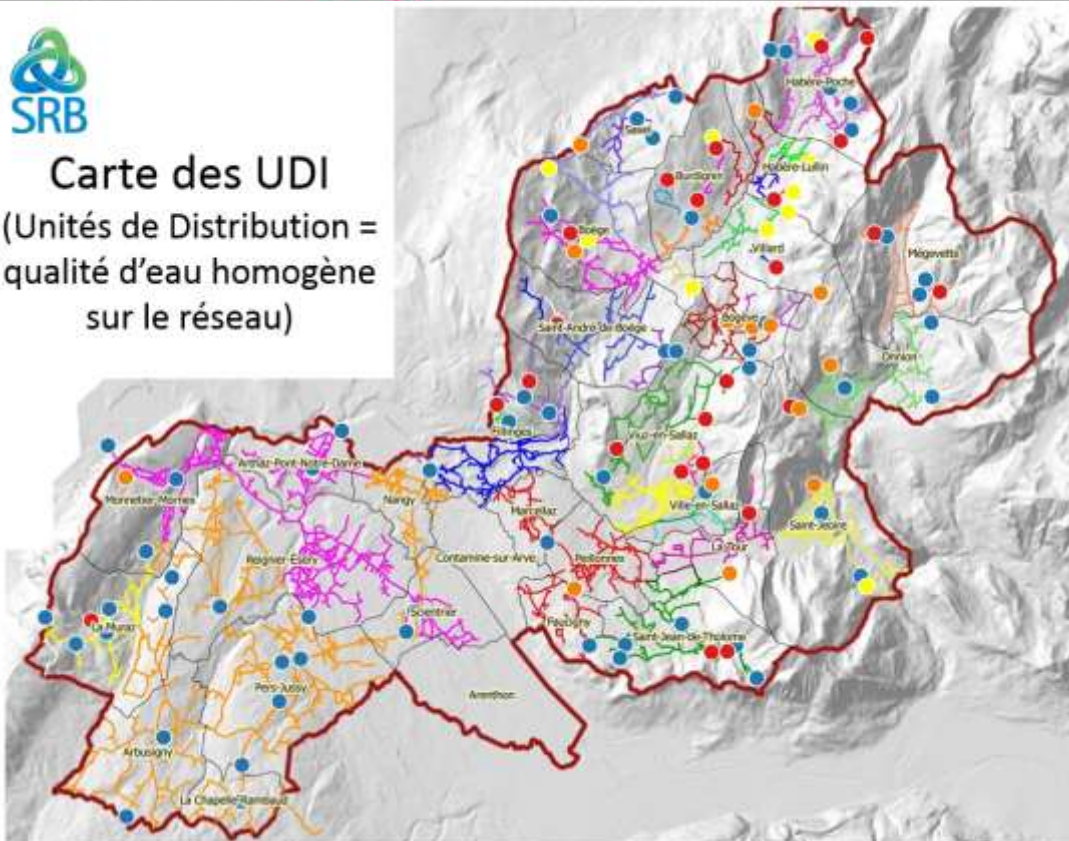 SRB
Carte des UDI
(Unités de Distribution =
qualité d'eau homogène
sur le réseau)
Habère-Poche
Saxel
Burdignin
Habère-Lullin
Boëge
Villard
Mégevette
Saint-André-de-Boëge
Bogève
Onnion
Fillinges
Viuz-en-Sallaz
Arthaz-Pont-Notre-Dame
Monnetier-Mornex
Nangy
Marcellaz
Ville-en-Sallaz
Saint-Jeoire
Reignier-Esery
Contamine-sur-Arve
Peillonnex
La Tour
Scientrier
La Muraz
Faucigny
Saint-Jean-de-Tholome
Pers-Jussy
Arenthon
Arbusigny
La Chapelle-Rambaud